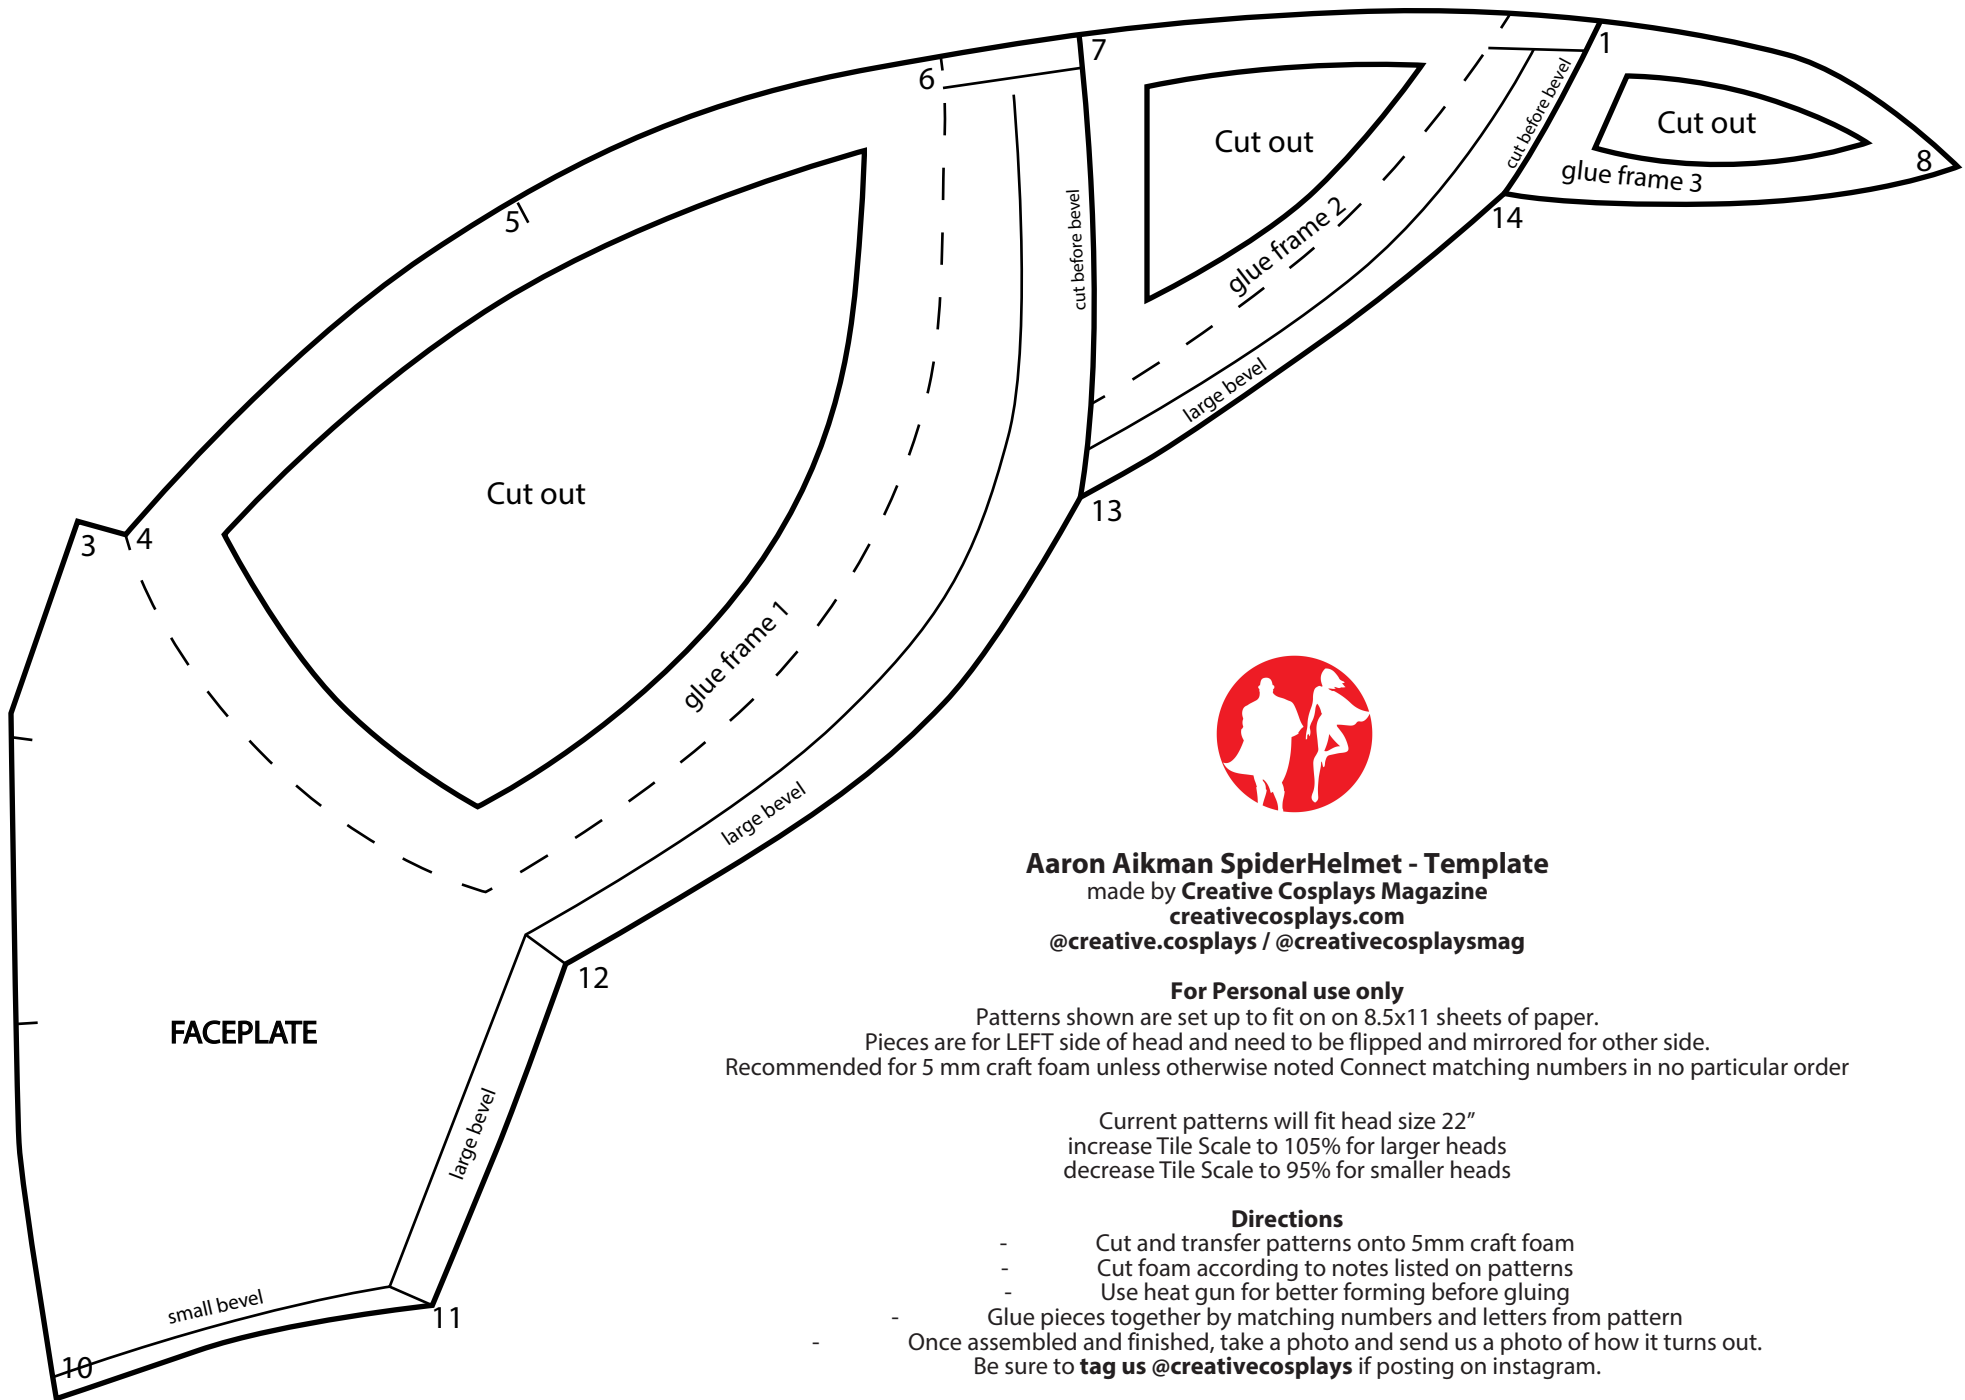 7
1
6
cut before bevel
Cut out
Cut out
8
glue frame 3
5
14
cut before bevel
glue frame 2
large bevel
Cut out
13
3
4
glue frame 1
large bevel
12
FACEPLATE
large bevel
small bevel
11
10
Aaron Aikman SpiderHelmet - Template
made by Creative Cosplays Magazine
creativecosplays.com
@creative.cosplays / @creativecosplaysmag
For Personal use only
Patterns shown are set up to fit on on 8.5x11 sheets of paper.
Pieces are for LEFT side of head and need to be flipped and mirrored for other side.
Recommended for 5 mm craft foam unless otherwise noted Connect matching numbers in no particular order
Current patterns will fit head size 22”
increase Tile Scale to 105% for larger heads
decrease Tile Scale to 95% for smaller heads
Directions
- Cut and transfer patterns onto 5mm craft foam
- Cut foam according to notes listed on patterns
- Use heat gun for better forming before gluing
- Glue pieces together by matching numbers and letters from pattern
- Once assembled and finished, take a photo and send us a photo of how it turns out.
Be sure to tag us @creativecosplays if posting on instagram.